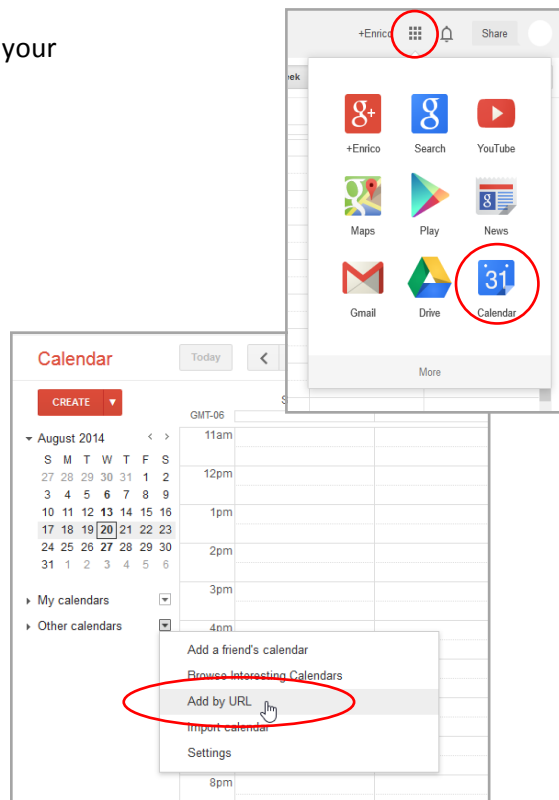 your
+Enrico Share
ek
+Enrico Search YouTube
Maps Play News
31
Gmail Drive Calendar
More
Calendar
Today
CREATE
GMT-06
August 2014
S M T W T F S
27 28 29 30 31 1 2
3 4 5 6 7 8 9
10 11 12 13 14 15 16
17 18 19 20 21 22 23
24 25 26 27 28 29 30
31 1 2 3 4 5 6
My calendars
Other calendars
11am
12pm
1pm
2pm
3pm
4pm
Add a friend's calendar
Browse Interesting Calendars
Add by URL
Import calendar
Settings
8pm